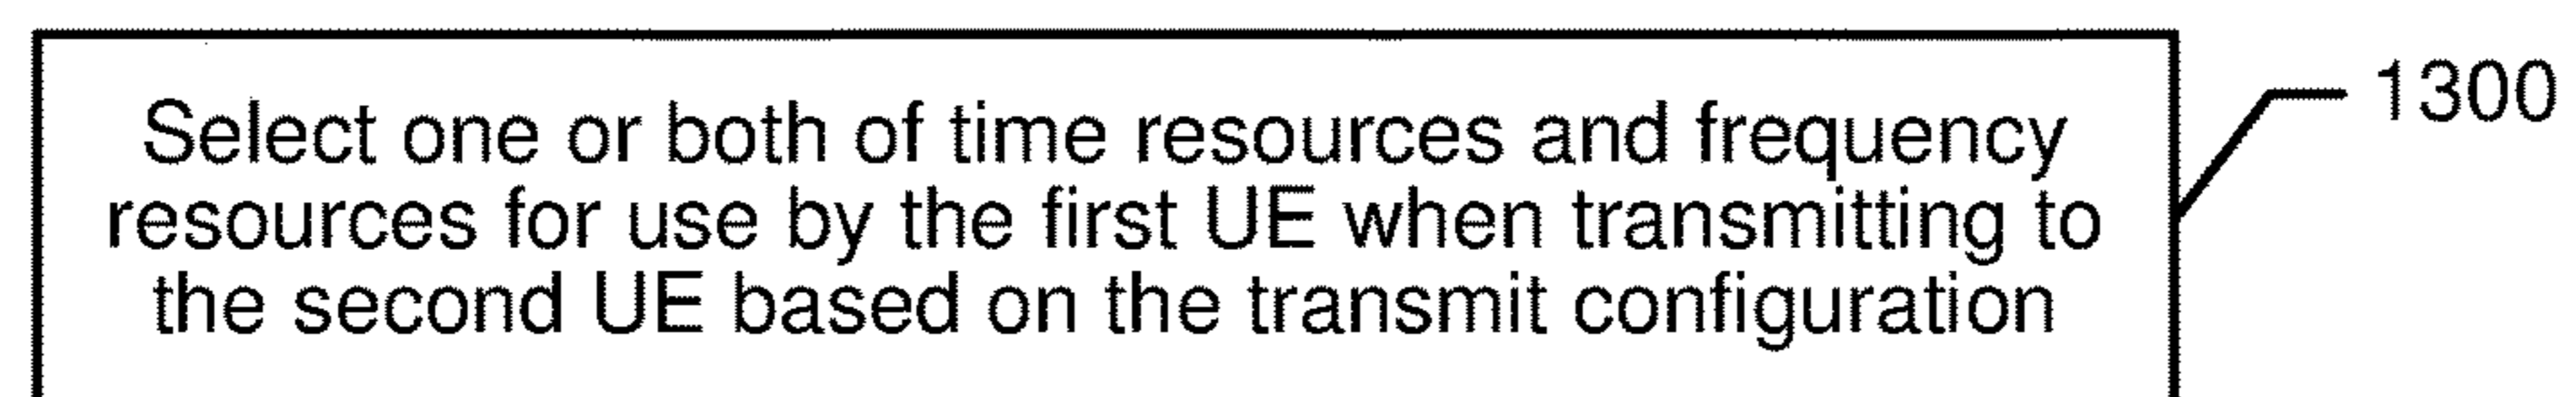 Select one or both of time resources and frequency
resources for use by the first UE when transmitting to
the second UE based on the transmit configuration
1300